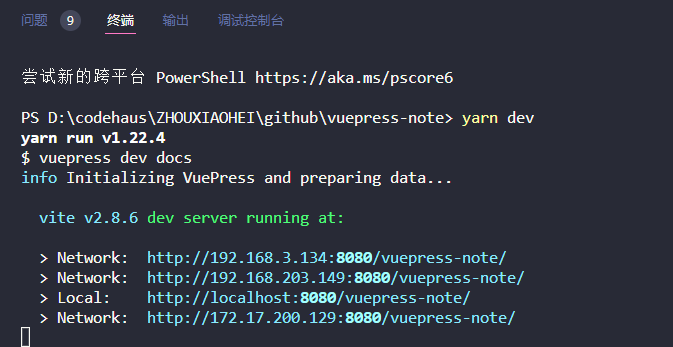 问题 9 终端 输出 调试控制台
尝试新的跨平台 PowerShell https://aka.ms/pscore6
PS D:\codehaus\ZHOUXIAOHEI\github\vuepress-note> yarn dev
yarn run v1.22.4
$ vuepress dev docs
info Initializing VuePress and preparing data...
vite v2.8.6 dev server running at:
> Network: http://192.168.3.134:8080/vuepress-note/
> Network: http://192.168.203.149:8080/vuepress-note/
> Local: http://localhost:8080/vuepress-note/
> Network: http://172.17.200.129:8080/vuepress-note/